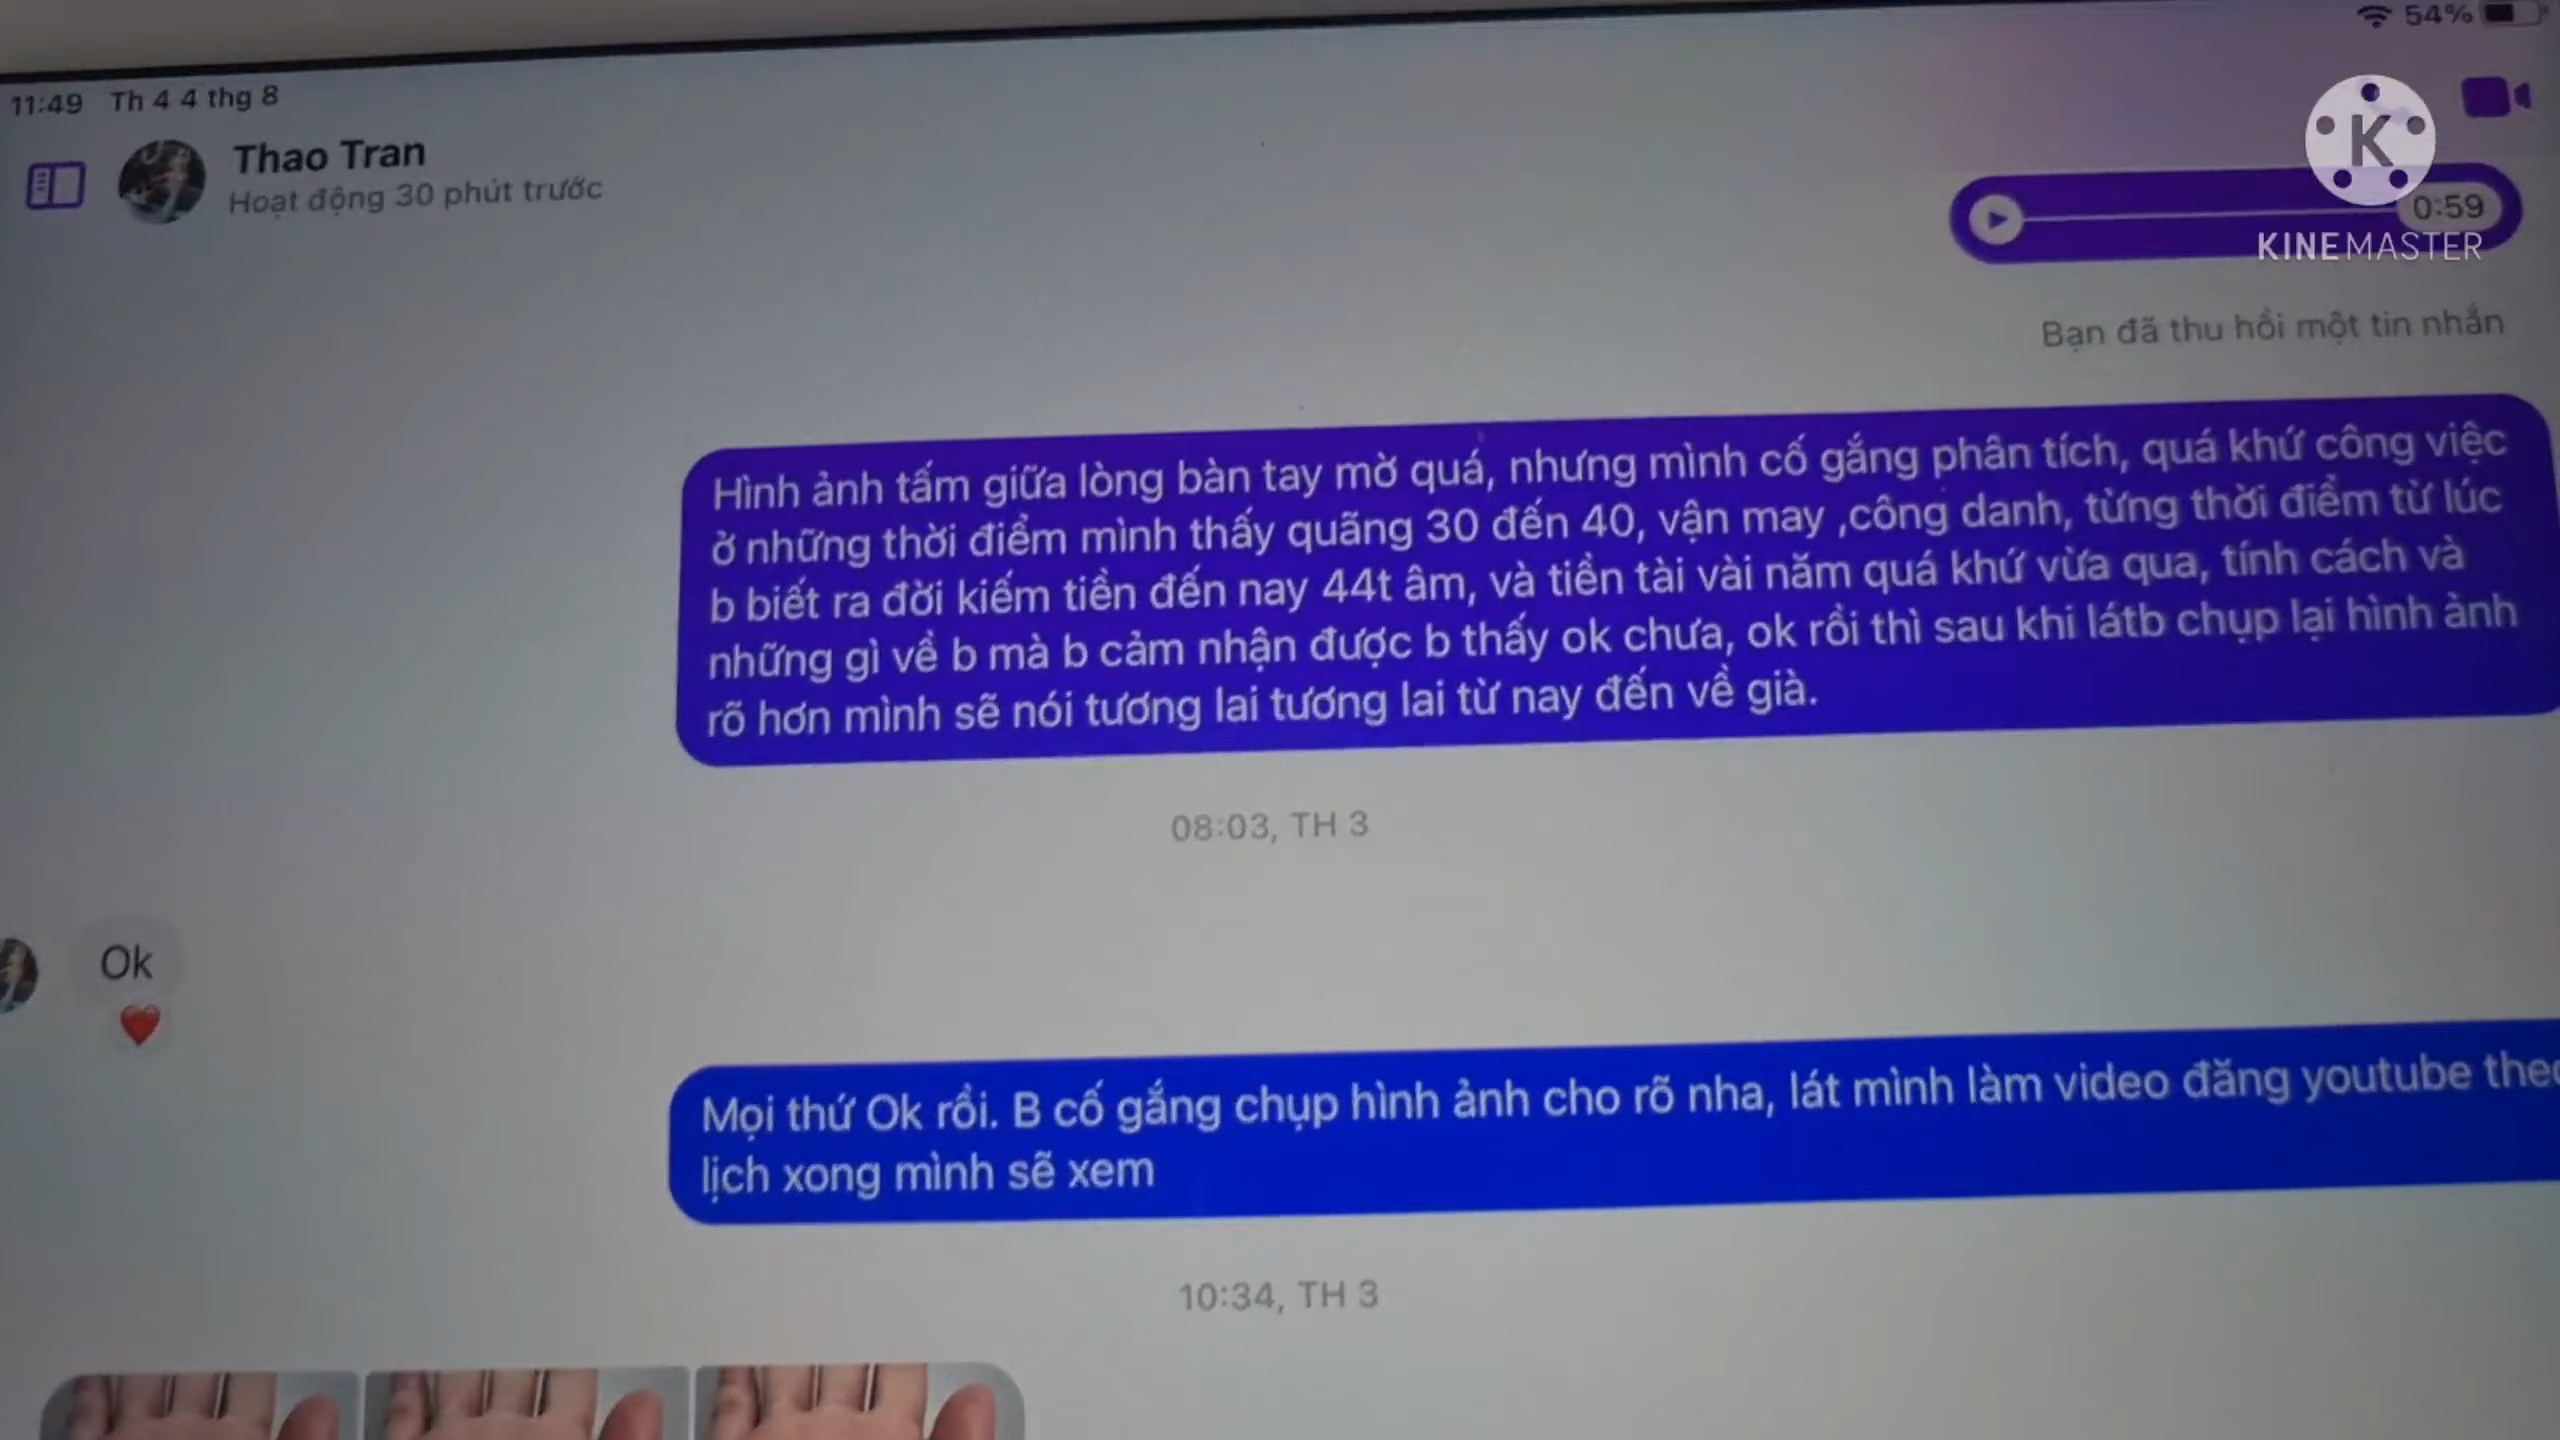 54%
11:49 Th 4 4 thg 8
Thao Tran
Hoạt động 30 phút trước
K
0:59
KINEMASTER
Bạn đã thu hồi một tin nhắn
Hình ảnh tấm giữa lòng bàn tay mờ quá, nhưng mình cố gắng phân tích, quá khứ công việc
ở những thời điểm mình thấy quãng 30 đến 40, vận may ,công danh, từng thời điểm từ lúc
b biết ra đời kiếm tiền đến nay 44t âm, và tiền tài vài năm quá khứ vừa qua, tính cách và
những gì về b mà b cảm nhận được b thấy ok chưa, ok rồi thì sau khi látb chụp lại hình ảnh
rõ hơn mình sẽ nói tương lai tương lai từ nay đến về già.
08:03, TH 3
Ok
Mọi thứ Ok rồi. B cố gắng chụp hình ảnh cho rõ nha, lát mình làm video đăng youtube
lịch xong mình sẽ xem
10:34, TH 3